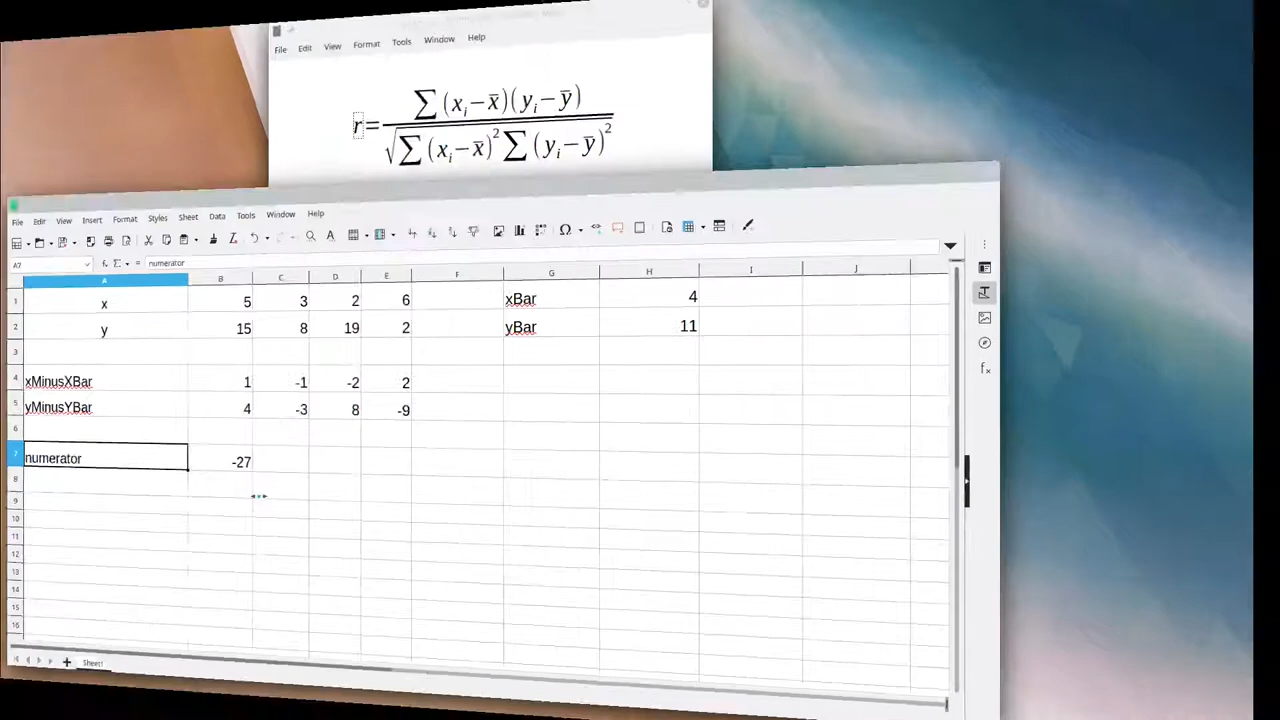 File Edit View Format Tools Window Help
r=∑(xᵢ−x̄)(yᵢ−ȳ)
√∑(xᵢ−x̄)²∑(yᵢ−ȳ)²
File Edit View Insert Format Styles Sheet Data Tools Window Help
A7 numerator
A B C D E F G H I J
1 x 5 3 2 6 xBar 4
2 y 15 8 19 2 yBar 11
3
4 xMinusXBar 1 -1 -2 2
5 yMinusYBar 4 -3 8 -9
6
7 numerator -27
8
9
10
11
12
13
14
15
16
Sheet1